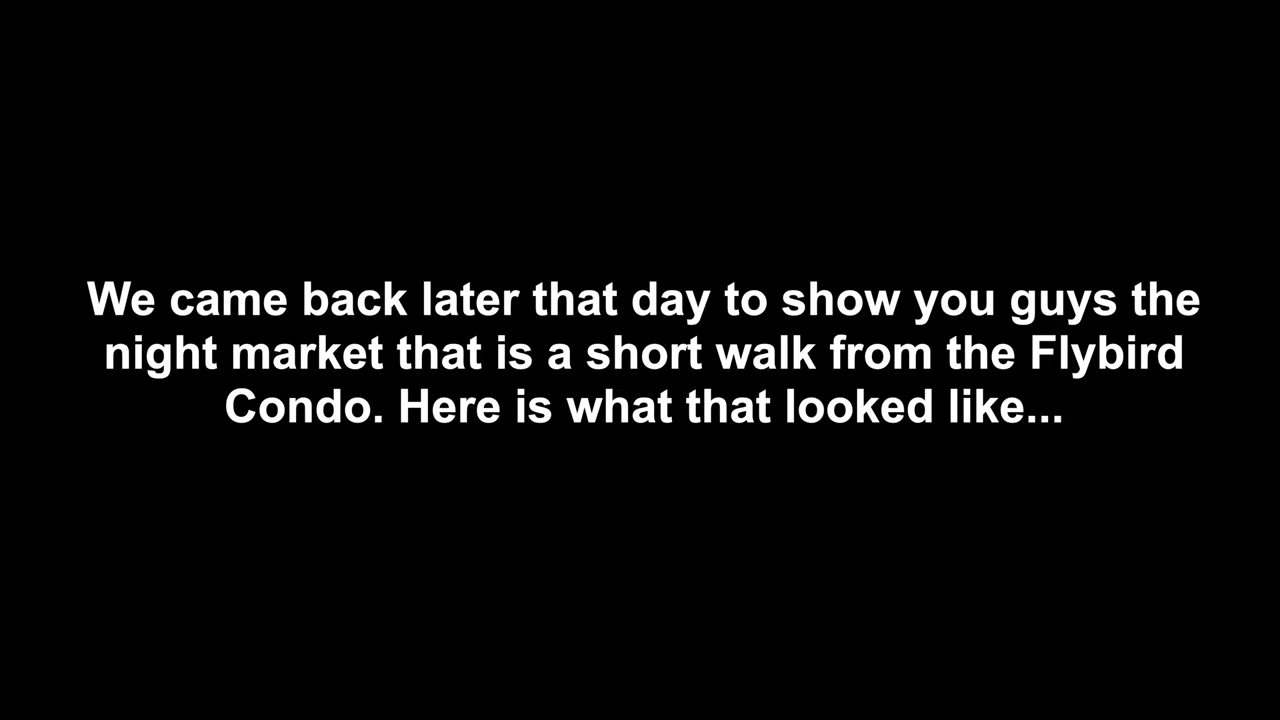 We came back later that day to show you guys the
night market that is a short walk from the Flybird
Condo. Here is what that looked like...